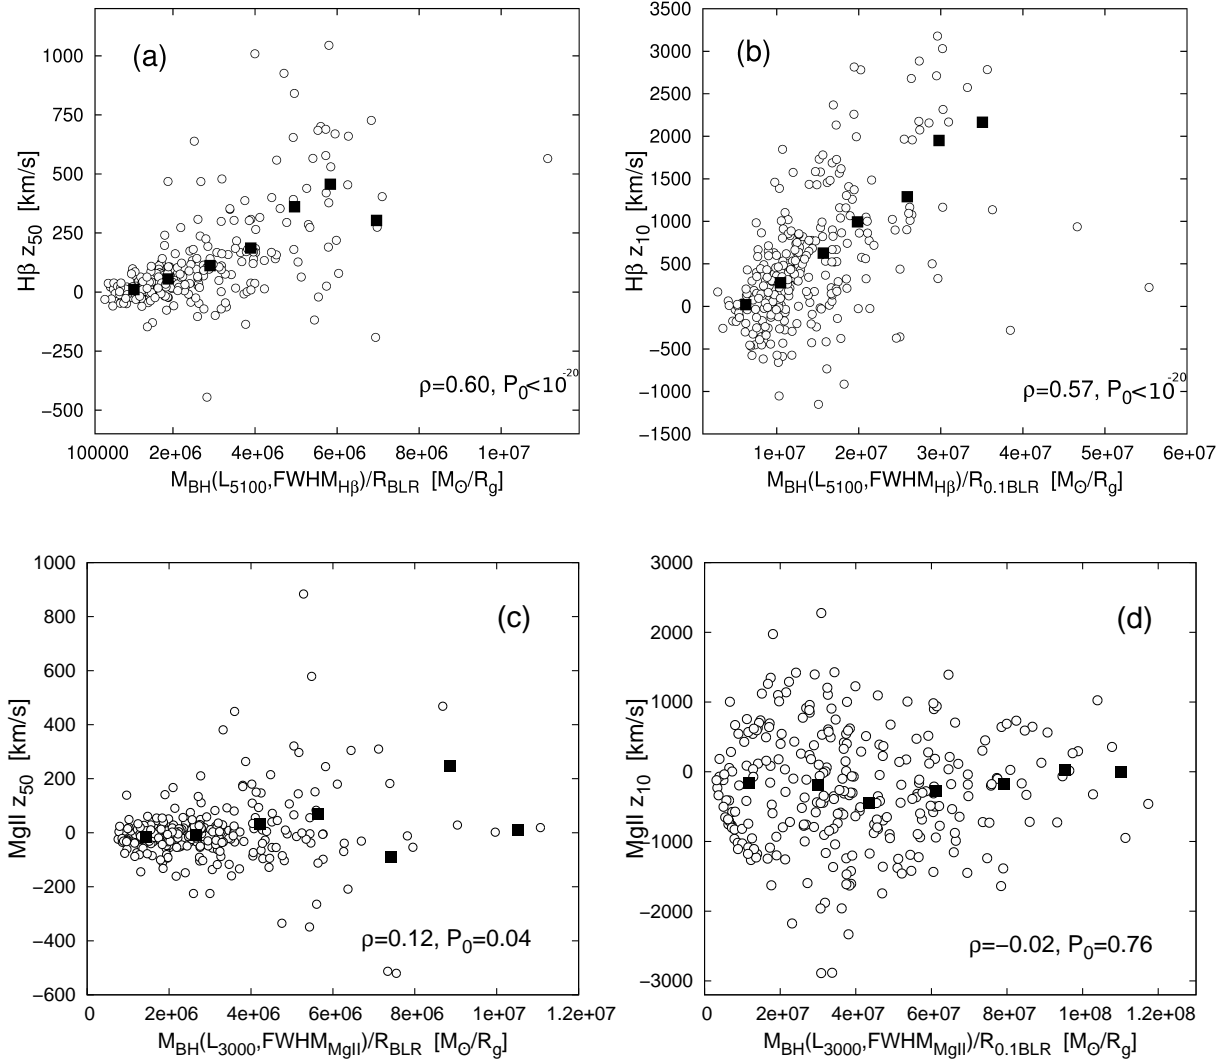 (a)
1000
750
500
250
0
−250
−500
Hβ z50 [km/s]
ρ=0.60, P0<10-20
100000 2e+06 4e+06 6e+06 8e+06 1e+07
MBH(L5100,FWHMHβ)/RBLR [M⊙/Rg]
(b)
3500
3000
2500
2000
1500
1000
500
0
−500
−1000
−1500
Hβ z10 [km/s]
ρ=0.57, P0<10-20
1e+07 2e+07 3e+07 4e+07 5e+07 6e+07
MBH(L5100,FWHMHβ)/R0.1BLR [M⊙/Rg]
(c)
1000
800
600
400
200
0
−200
−400
−600
MgII z50 [km/s]
ρ=0.12, P0=0.04
0 2e+06 4e+06 6e+06 8e+06 1e+07 1.2e+07
MBH(L3000,FWHMMgII)/RBLR [M⊙/Rg]
(d)
3000
2000
1000
0
−1000
−2000
−3000
MgII z10 [km/s]
ρ=−0.02, P0=0.76
0 2e+07 4e+07 6e+07 8e+07 1e+08 1.2e+08
MBH(L3000,FWHMMgII)/R0.1BLR [M⊙/Rg]